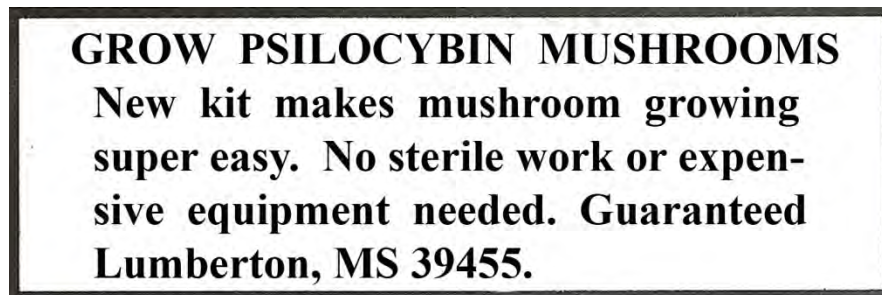 GROW PSILOCYBIN MUSHROOMS
New kit makes mushroom growing
super easy. No sterile work or expen-
sive equipment needed. Guaranteed
Lumberton, MS 39455.